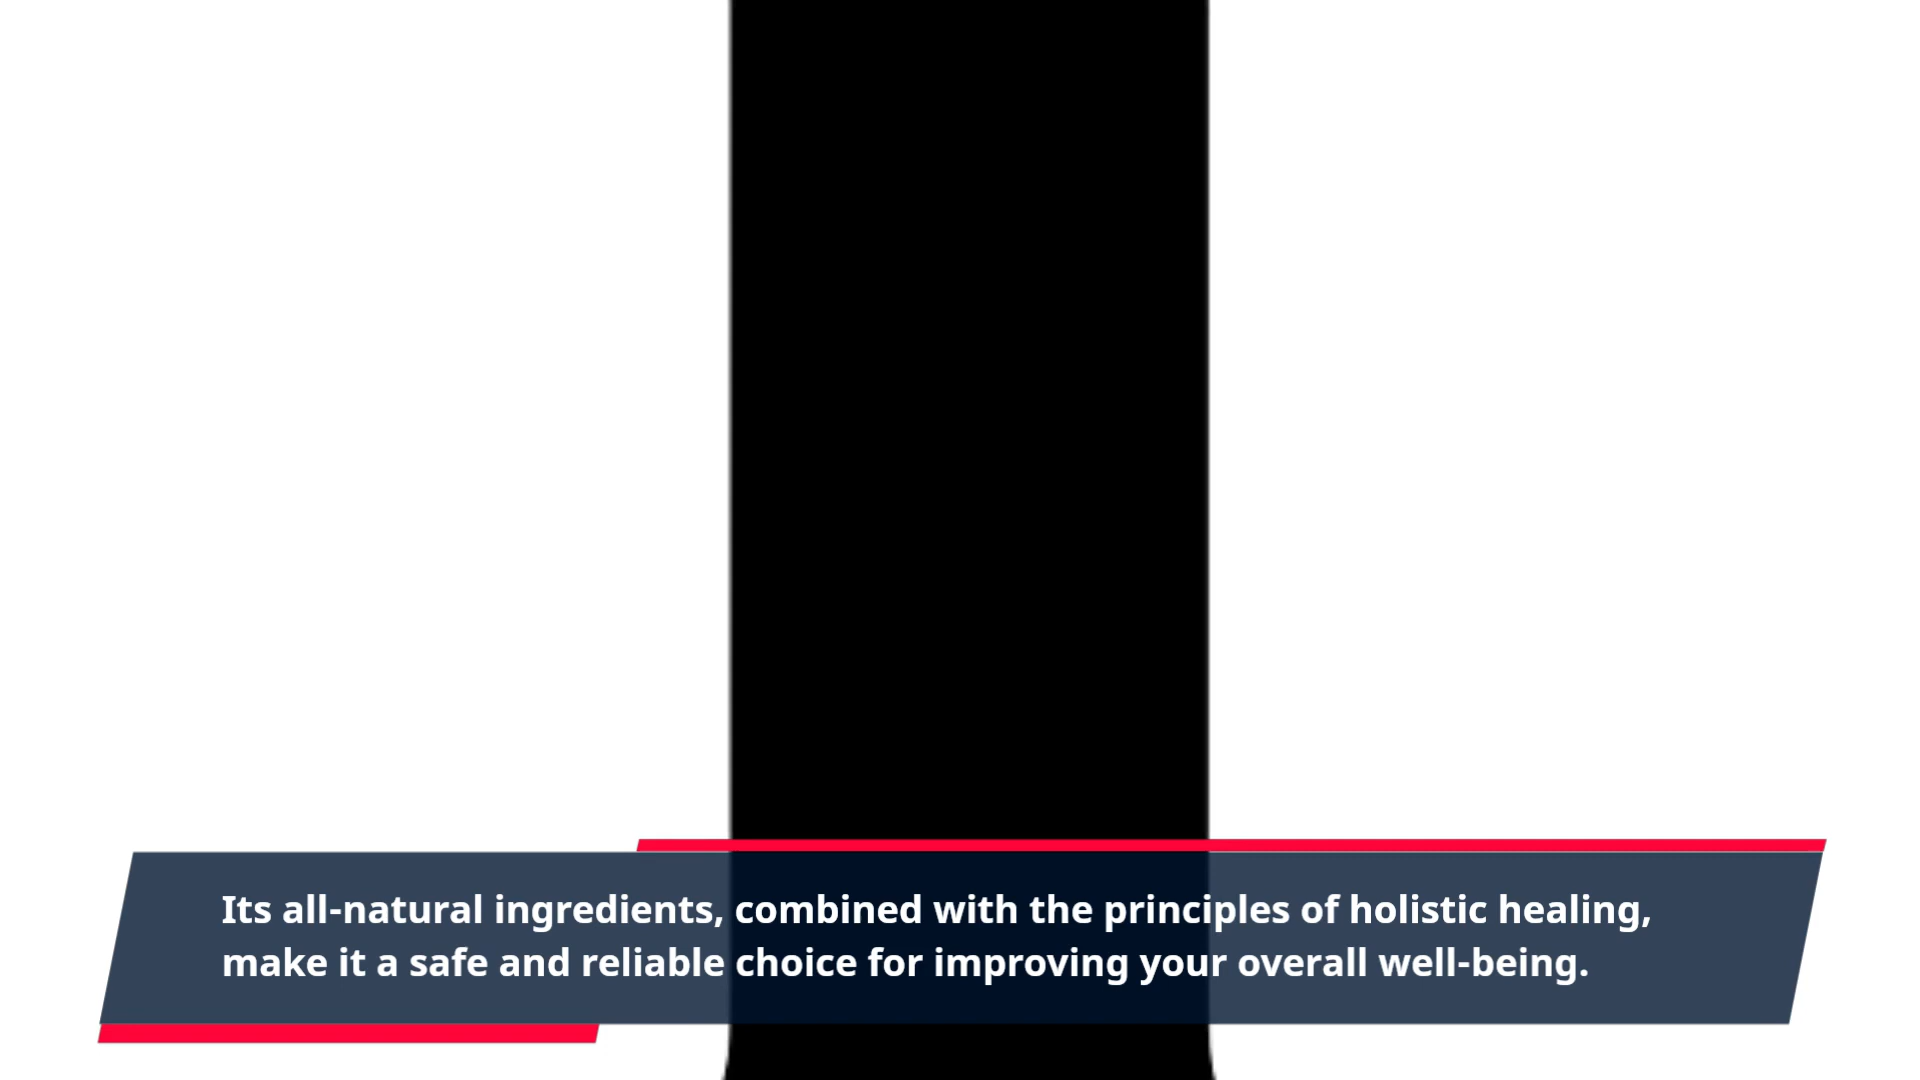 Its all-natural ingredients, combined with the principles of holistic healing,
make it a safe and reliable choice for improving your overall well-being.